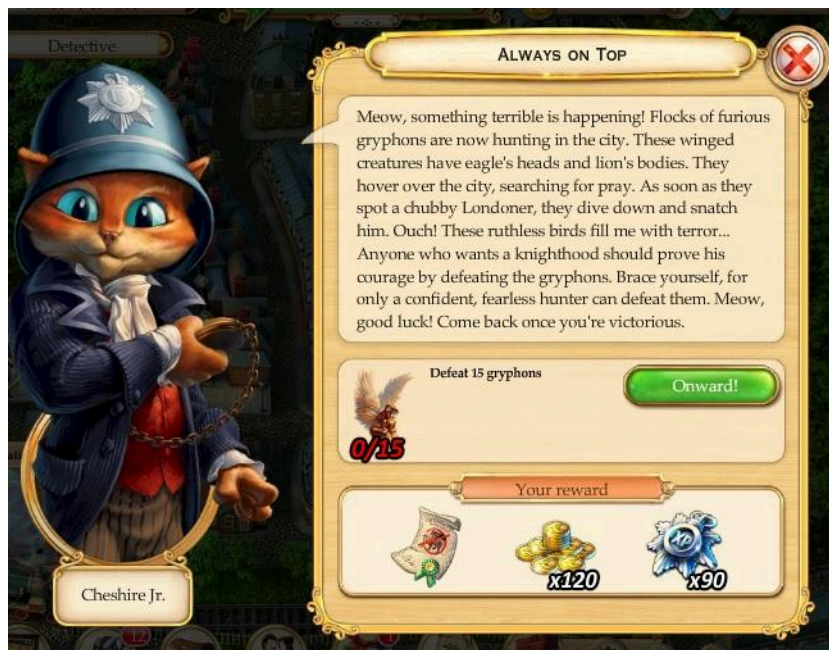 Detective
ALWAYS ON TOP
Meow, something terrible is happening! Flocks of furious
gryphons are now hunting in the city. These winged
creatures have eagle's heads and lion's bodies. They
hover over the city, searching for pray. As soon as they
spot a chubby Londoner, they dive down and snatch
him. Ouch! These ruthless birds fill me with terror...
Anyone who wants a knighthood should prove his
courage by defeating the gryphons. Brace yourself, for
only a confident, fearless hunter can defeat them. Meow,
good luck! Come back once you're victorious.
Defeat 15 gryphons
Onward!
0/15
Your reward
XP
x120
x90
Cheshire Jr.
12
1